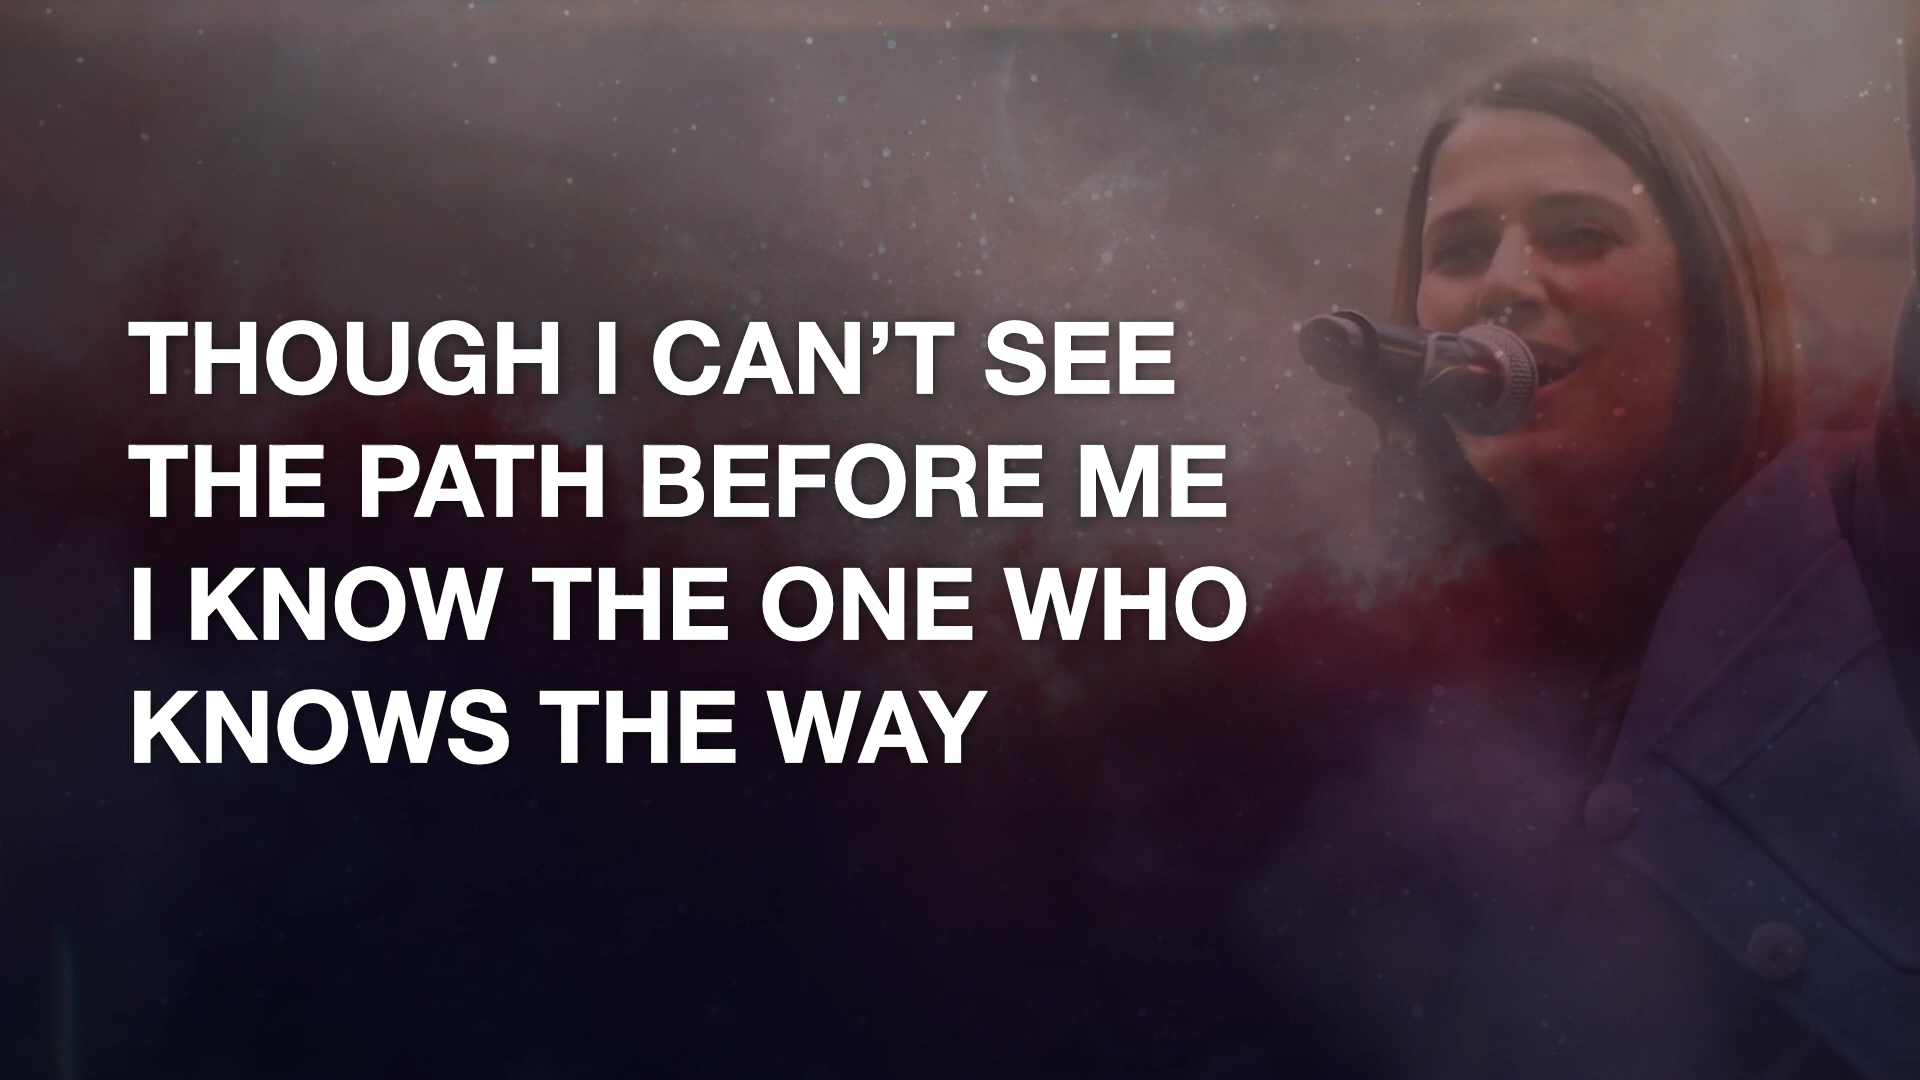 THOUGH I CAN’T SEE
THE PATH BEFORE ME
I KNOW THE ONE WHO
KNOWS THE WAY